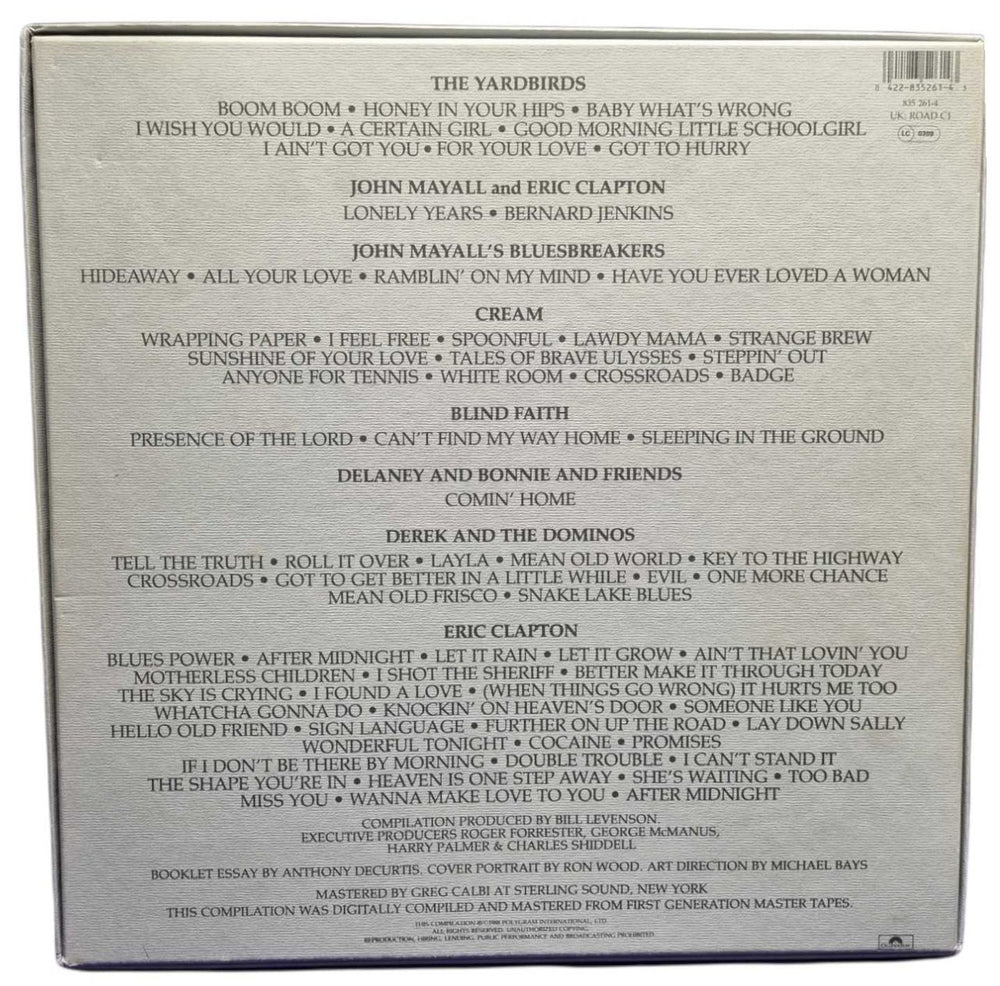 0 422-835261-4 3
835 261-4
UK: ROAD C1
LC 0309
THE YARDBIRDS
BOOM BOOM • HONEY IN YOUR HIPS • BABY WHAT'S WRONG
I WISH YOU WOULD • A CERTAIN GIRL • GOOD MORNING LITTLE SCHOOLGIRL
I AIN'T GOT YOU • FOR YOUR LOVE • GOT TO HURRY
JOHN MAYALL and ERIC CLAPTON
LONELY YEARS • BERNARD JENKINS
JOHN MAYALL'S BLUESBREAKERS
HIDEAWAY • ALL YOUR LOVE • RAMBLIN' ON MY MIND • HAVE YOU EVER LOVED A WOMAN
CREAM
WRAPPING PAPER • I FEEL FREE • SPOONFUL • LAWDY MAMA • STRANGE BREW
SUNSHINE OF YOUR LOVE • TALES OF BRAVE ULYSSES • STEPPIN' OUT
ANYONE FOR TENNIS • WHITE ROOM • CROSSROADS • BADGE
BLIND FAITH
PRESENCE OF THE LORD • CAN'T FIND MY WAY HOME • SLEEPING IN THE GROUND
DELANEY AND BONNIE AND FRIENDS
COMIN' HOME
DEREK AND THE DOMINOS
TELL THE TRUTH • ROLL IT OVER • LAYLA • MEAN OLD WORLD • KEY TO THE HIGHWAY
CROSSROADS • GOT TO GET BETTER IN A LITTLE WHILE • EVIL • ONE MORE CHANCE
MEAN OLD FRISCO • SNAKE LAKE BLUES
ERIC CLAPTON
BLUES POWER • AFTER MIDNIGHT • LET IT RAIN • LET IT GROW • AIN'T THAT LOVIN' YOU
MOTHERLESS CHILDREN • I SHOT THE SHERIFF • BETTER MAKE IT THROUGH TODAY
THE SKY IS CRYING • I FOUND A LOVE • (WHEN THINGS GO WRONG) IT HURTS ME TOO
WHATCHA GONNA DO • KNOCKIN' ON HEAVEN'S DOOR • SOMEONE LIKE YOU
HELLO OLD FRIEND • SIGN LANGUAGE • FURTHER ON UP THE ROAD • LAY DOWN SALLY
WONDERFUL TONIGHT • COCAINE • PROMISES
IF I DON'T BE THERE BY MORNING • DOUBLE TROUBLE • I CAN'T STAND IT
THE SHAPE YOU'RE IN • HEAVEN IS ONE STEP AWAY • SHE'S WAITING • TOO BAD
MISS YOU • WANNA MAKE LOVE TO YOU • AFTER MIDNIGHT
COMPILATION PRODUCED BY BILL LEVENSON.
EXECUTIVE PRODUCERS ROGER FORRESTER, GEORGE McMANUS,
HARRY PALMER & CHARLES SHIDDELL
BOOKLET ESSAY BY ANTHONY DECURTIS. COVER PORTRAIT BY RON WOOD. ART DIRECTION BY MICHAEL BAYS
MASTERED BY GREG CALBI AT STERLING SOUND, NEW YORK
THIS COMPILATION WAS DIGITALLY COMPILED AND MASTERED FROM FIRST GENERATION MASTER TAPES.
THIS COMPILATION ℗ © 1988 POLYGRAM INTERNATIONAL, LTD.
ALL RIGHTS RESERVED. UNAUTHORIZED COPYING,
REPRODUCTION, HIRING, LENDING, PUBLIC PERFORMANCE AND BROADCASTING PROHIBITED.